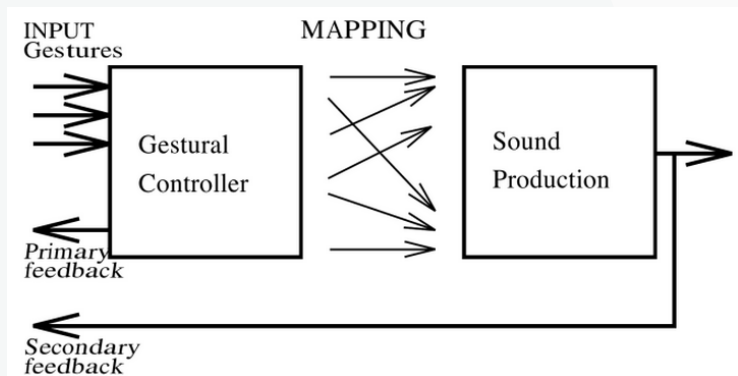 INPUT
Gestures
MAPPING
Gestural
Controller
Sound
Production
Primary
feedback
Secondary
feedback